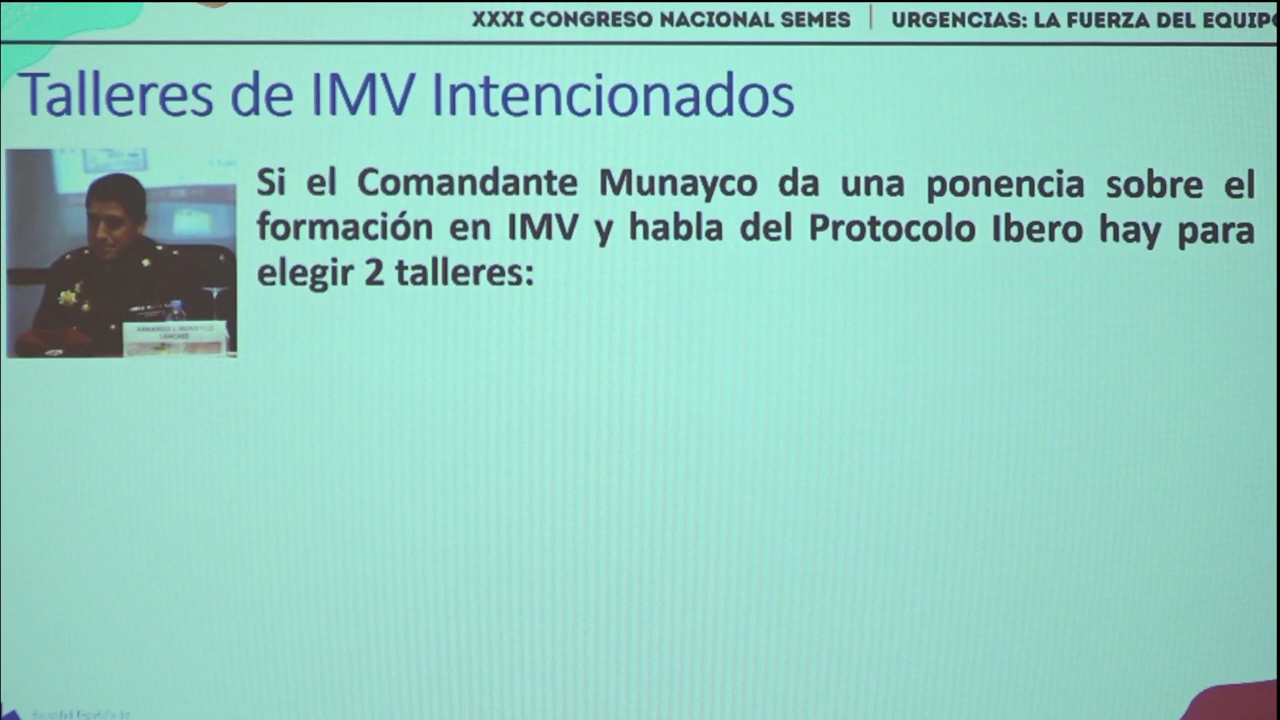 XXXI CONGRESO NACIONAL SEMES | URGENCIAS: LA FUERZA DEL EQUIPO
Talleres de IMV Intencionados
Si el Comandante Munayco da una ponencia sobre el
formación en IMV y habla del Protocolo Ibero hay para
elegir 2 talleres: